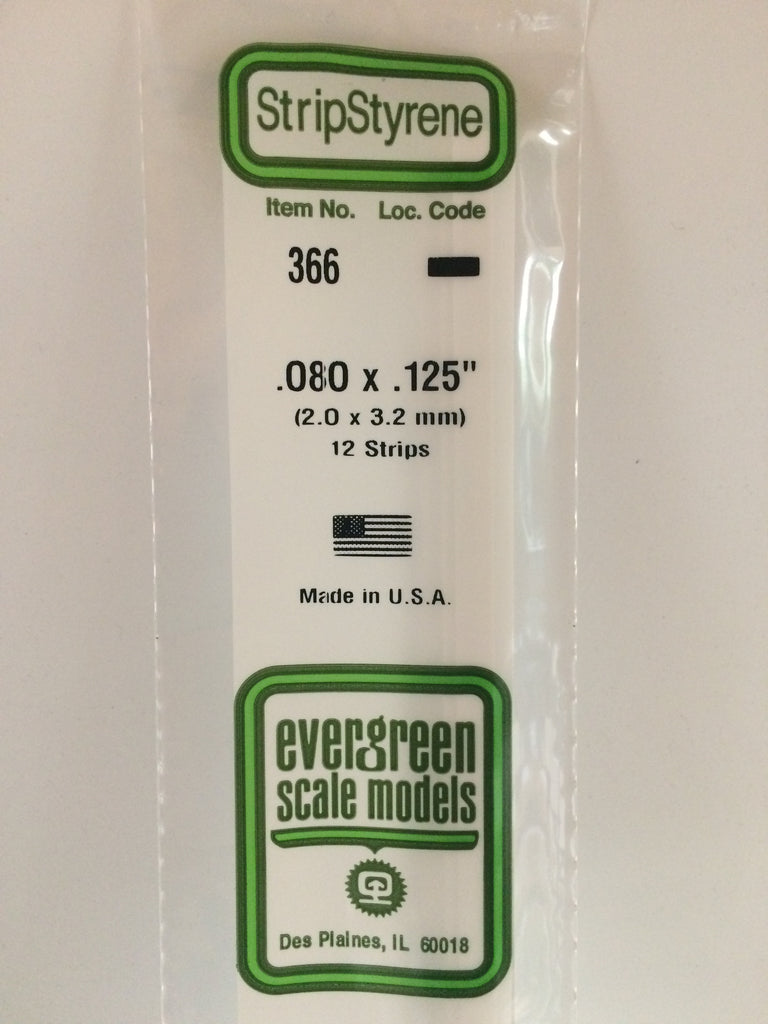 StripStyrene
Item No. Loc. Code
366
.080 x .125"
(2.0 x 3.2 mm)
12 Strips
Made in U.S.A.
evergreen
scale models
Des Plaines, IL 60018